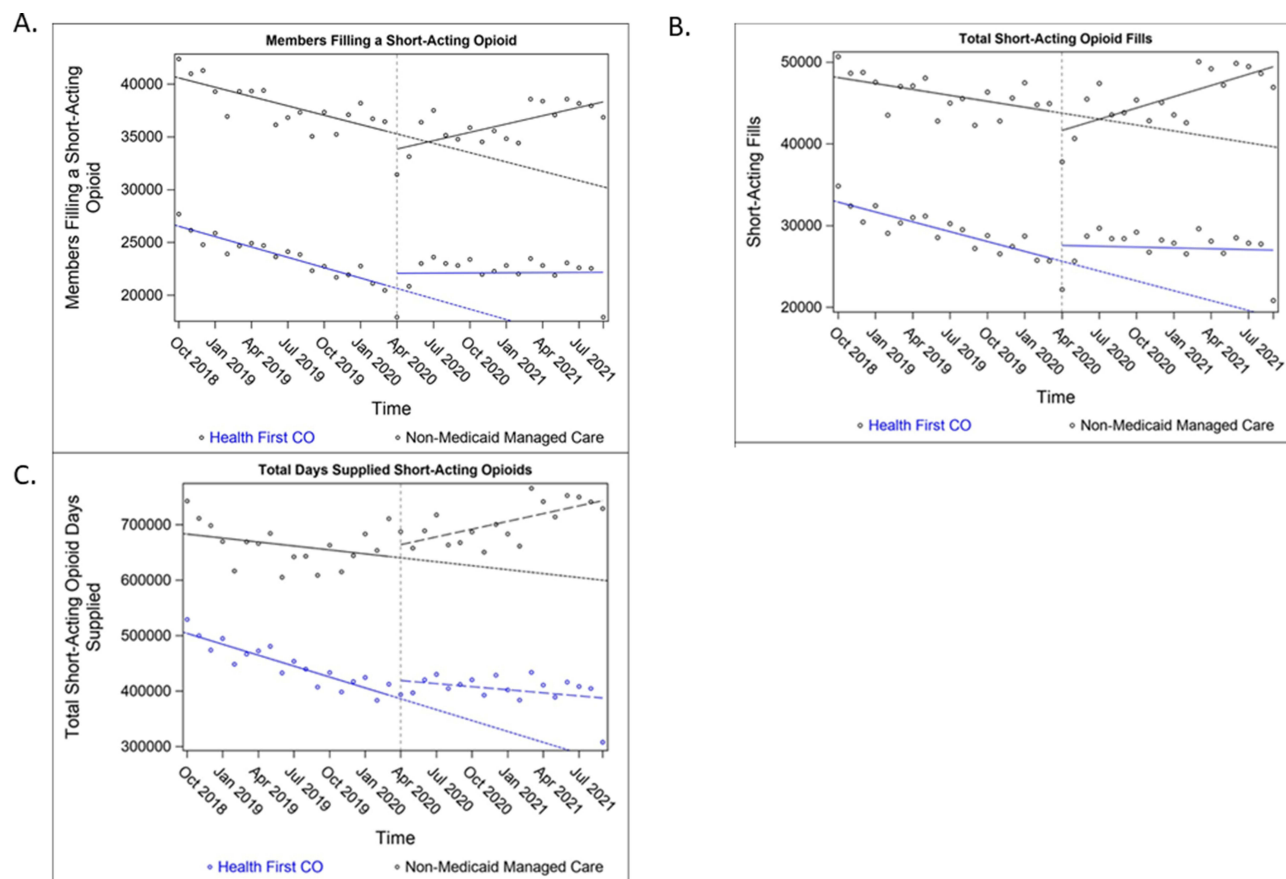 A.
Members Filling a Short-Acting Opioid
Members Filling a Short-Acting
Opioid
40000
35000
30000
25000
20000
Oct 2018
Jan 2019
Apr 2019
Jul 2019
Oct 2019
Jan 2020
Apr 2020
Jul 2020
Oct 2020
Jan 2021
Apr 2021
Jul 2021
Time
Health First CO
Non-Medicaid Managed Care
B.
Total Short-Acting Opioid Fills
Short-Acting Fills
50000
40000
30000
20000
Oct 2018
Jan 2019
Apr 2019
Jul 2019
Oct 2019
Jan 2020
Apr 2020
Jul 2020
Oct 2020
Jan 2021
Apr 2021
Jul 2021
Time
Health First CO
Non-Medicaid Managed Care
C.
Total Days Supplied Short-Acting Opioids
Total Short-Acting Opioid Days
Supplied
700000
600000
500000
400000
300000
Oct 2018
Jan 2019
Apr 2019
Jul 2019
Oct 2019
Jan 2020
Apr 2020
Jul 2020
Oct 2020
Jan 2021
Apr 2021
Jul 2021
Time
Health First CO
Non-Medicaid Managed Care